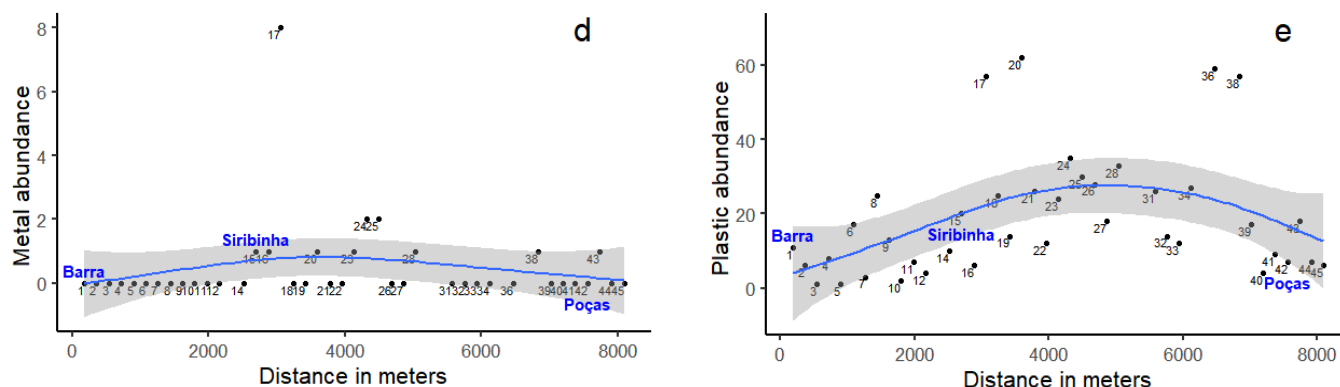 d
Metal abundance
8
6
4
2
0
17
2425
Siribinha
1516 20 23 28 38 43
Barra
1 2 3 4 5 6 7 8 9101112 14 1819 2122 2627 31323334 36 39404142 4445
Poças
0 2000 4000 6000 8000
Distance in meters
e
Plastic abundance
60
40
20
0
20
17 36 38
24
28
25
26
8 18 21 23 31 34
6 15 39 43
Barra Siribinha 27
1 9 19 22 32 33
2 4 11 14 41
16 42 44 45
3 5 7 10 12 40 Poças
0 2000 4000 6000 8000
Distance in meters